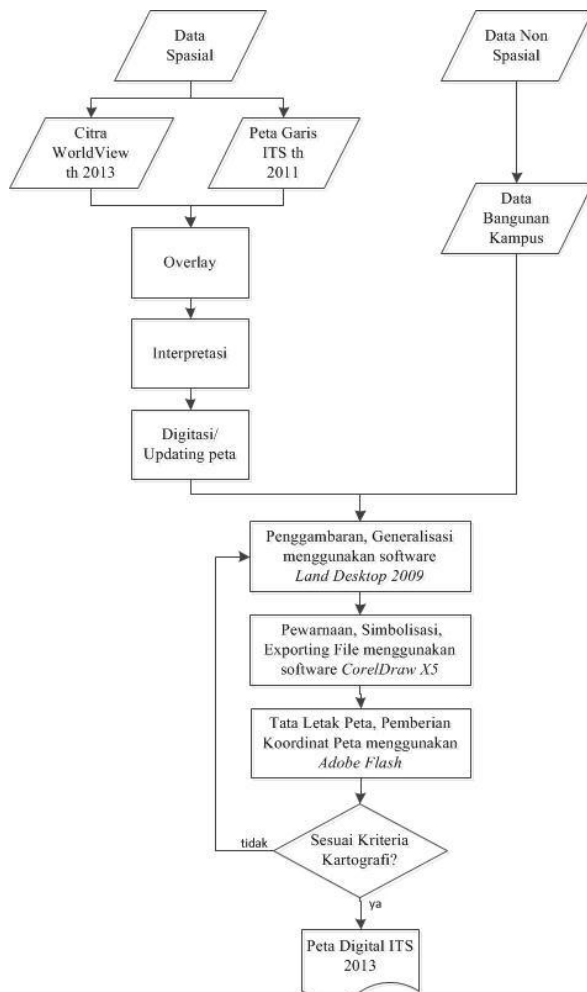 Data
Spasial
Data Non
Spasial
Citra
WorldView
th 2013
Peta Garis
ITS th
2011
Data
Bangunan
Kampus
Overlay
Interpretasi
Digitasi/
Updating peta
Penggambaran, Generalisasi
menggunakan software
Land Desktop 2009
Pewarnaan, Simbolisasi,
Exporting File menggunakan
software CorelDraw X5
Tata Letak Peta, Pemberian
Koordinat Peta menggunakan
Adobe Flash
Sesuai Kriteria
Kartografi?
tidak
ya
Peta Digital ITS
2013